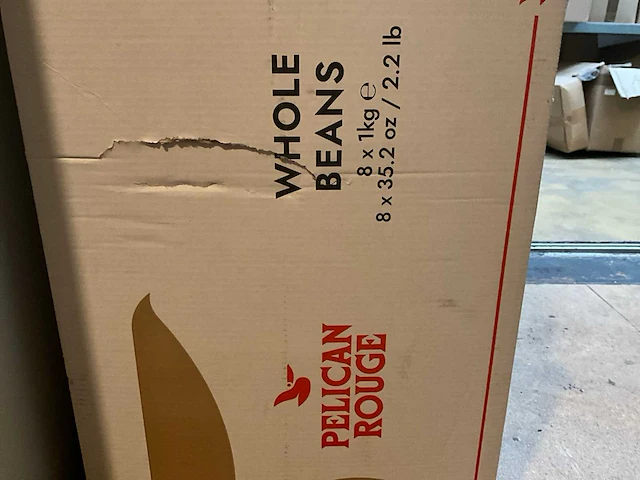 WHOLE
BEANS
8 x 1kg ℮
8 x 35.2 oz / 2.2 lb
PELICAN
ROUGE